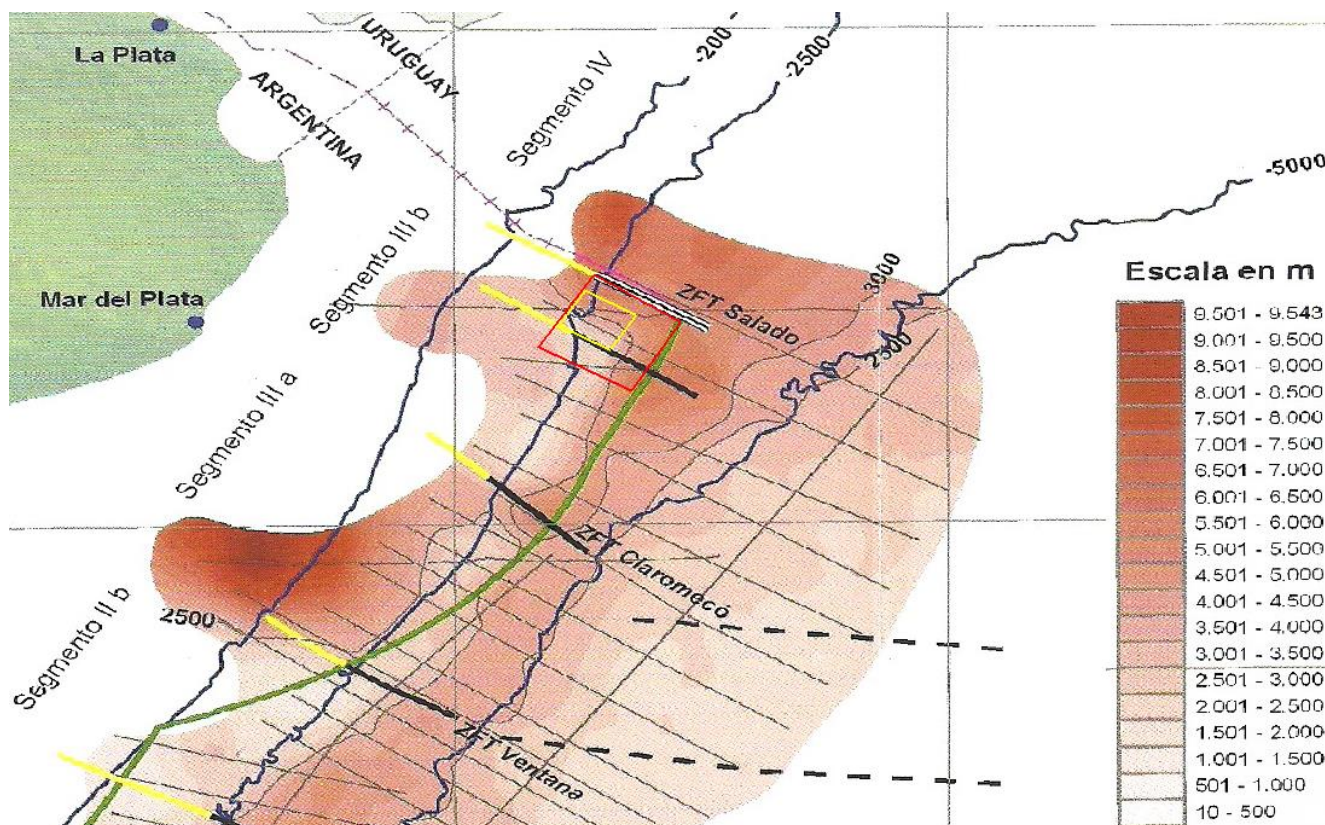 La Plata
URUGUAY
ARGENTINA
Segmento IV
-200
-2500
-5000
Mar del Plata
Segmento III b
ZFT Salado
3000
2500
Segmento III a
ZFT Claromecó
2500
Segmento II b
ZFT Ventana
Escala en m
9.501 - 9.543
9.001 - 9.500
8.501 - 9.000
8.001 - 8.500
7.501 - 8.000
7.001 - 7.500
6.501 - 7.000
6.001 - 6.500
5.501 - 6.000
5.001 - 5.500
4.501 - 5.000
4.001 - 4.500
3.501 - 4.000
3.001 - 3.500
2.501 - 3.000
2.001 - 2.500
1.501 - 2.000
1.001 - 1.500
501 - 1.000
10 - 500